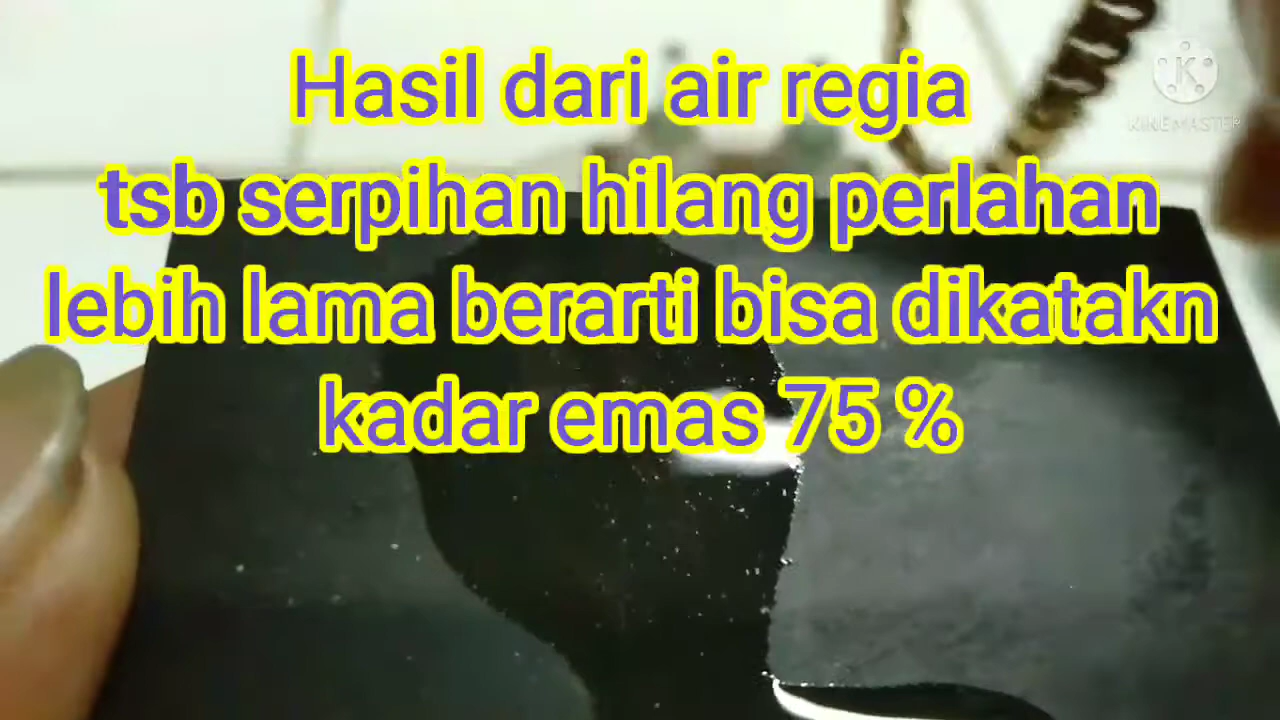 Hasil dari air regia
tsb serpihan hilang perlahan
lebih lama berarti bisa dikatakn
kadar emas 75 %
K
KINEMASTER